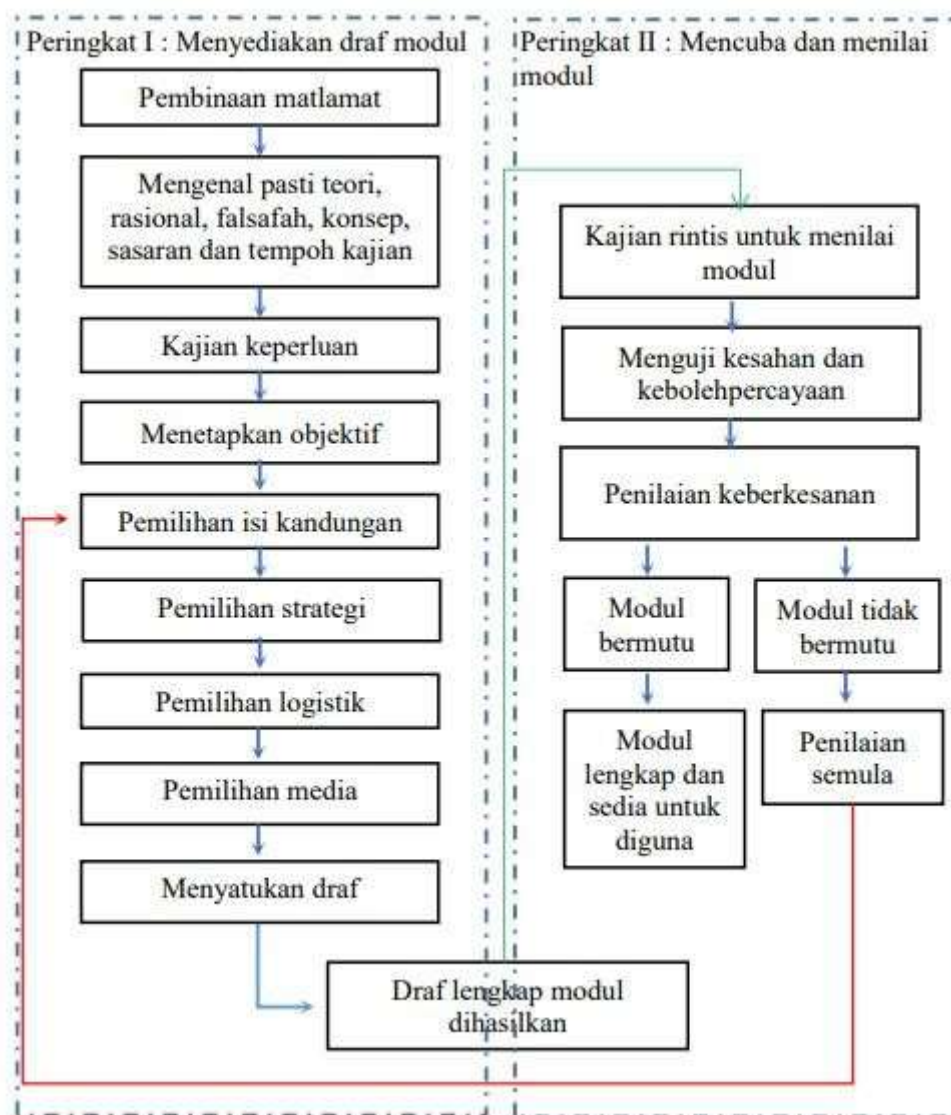 Peringkat I : Menyediakan draf modul
Pembinaan matlamat
Mengenal pasti teori,
rasional, falsafah, konsep,
sasaran dan tempoh kajian
Kajian keperluan
Menetapkan objektif
Pemilihan isi kandungan
Pemilihan strategi
Pemilihan logistik
Pemilihan media
Menyatukan draf
Draf lengkap modul
dihasilkan
Peringkat II : Mencuba dan menilai
modul
Kajian rintis untuk menilai
modul
Menguji kesahan dan
kebolehpercayaan
Penilaian keberkesanan
Modul
bermutu
Modul tidak
bermutu
Modul
lengkap dan
sedia untuk
diguna
Penilaian
semula